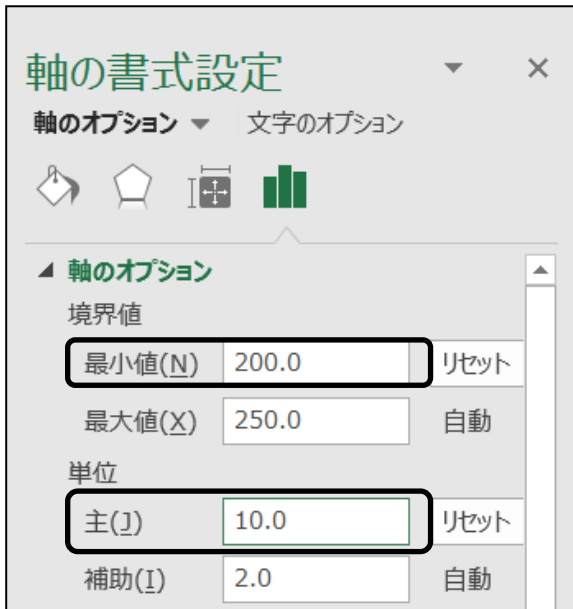 軸の書式設定
軸のオプション 文字のオプション
軸のオプション
境界値
最小値(N) 200.0 リセット
最大値(X) 250.0 自動
単位
主(J) 10.0 リセット
補助(I) 2.0 自動